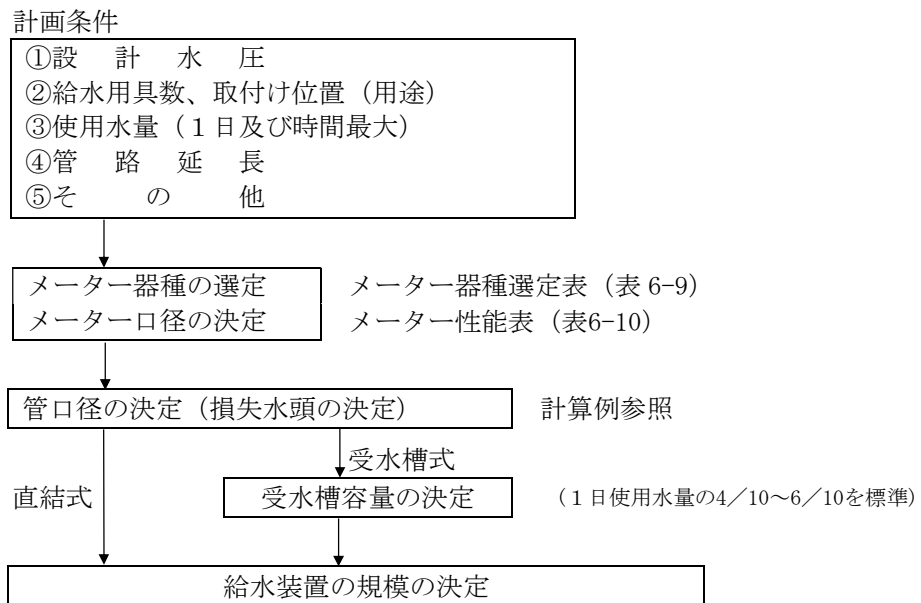 計画条件
①設 計 水 圧
②給水用具数、取付け位置（用途）
③使用水量（１日及び時間最大）
④管 路 延 長
⑤そ の 他
メーター器種の選定 メーター器種選定表（表 6-9）
メーター口径の決定 メーター性能表（表6-10）
管口径の決定（損失水頭の決定） 計算例参照
受水槽式
直結式 受水槽容量の決定 （１日使用水量の4／10～6／10を標準）
給水装置の規模の決定